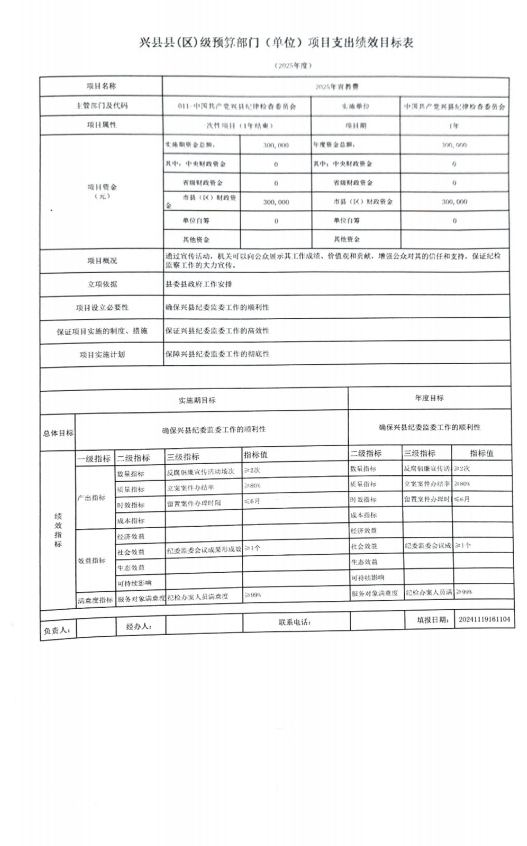 兴县县(区)级预算部门（单位）项目支出绩效目标表
（2025年度）
项目名称 2025年宣教费
主管部门及代码 011-中国共产党兴县纪律检查委员会 实施单位 中国共产党兴县纪律检查委员会
项目属性 一次性项目（1年结束） 项目期 1年
项目资金（元） 实施期资金总额： 300,000 年度资金总额： 300,000
其中：中央财政资金 0 其中：中央财政资金 0
省级财政资金 0 省级财政资金 0
市县（区）财政资金 300,000 市县（区）财政资金 300,000
单位自筹 0 单位自筹 0
其他资金 其他资金
项目概况 通过宣传活动，机关可以向公众展示其工作成绩、价值观和贡献，增强公众对其的信任和支持。保证纪检
监察工作的大力宣传。
立项依据 县委县政府工作安排
项目设立必要性 确保兴县纪委监委工作的顺利性
保证项目实施的制度、措施 保证兴县纪委监委工作的高效性
项目实施计划 保障兴县纪委监委工作的彻底性
实施期目标 年度目标
总体目标 确保兴县纪委监委工作的顺利性 确保兴县纪委监委工作的顺利性
绩效指标 一级指标 二级指标 三级指标 指标值 二级指标 三级指标 指标值
产出指标 数量指标 反腐倡廉宣传活动场次 ≥2次 数量指标 反腐倡廉宣传活 ≥2次
质量指标 立案案件办结率 ≥80% 质量指标 立案案件办结率 ≥80%
时效指标 留置案件办理时间 ≤6月 时效指标 留置案件办理时 ≤6月
成本指标 成本指标
效益指标 经济效益 经济效益
社会效益 纪委监委会议成果形成数 ≥1个 社会效益 纪委监委会议成 ≥1个
生态效益 生态效益
可持续影响 可持续影响
满意度指标 服务对象满意度 纪检办案人员满意度 ≥99% 服务对象满意度 纪检办案人员满 ≥99%
负责人： 经办人： 联系电话： 填报日期： 20241119161104